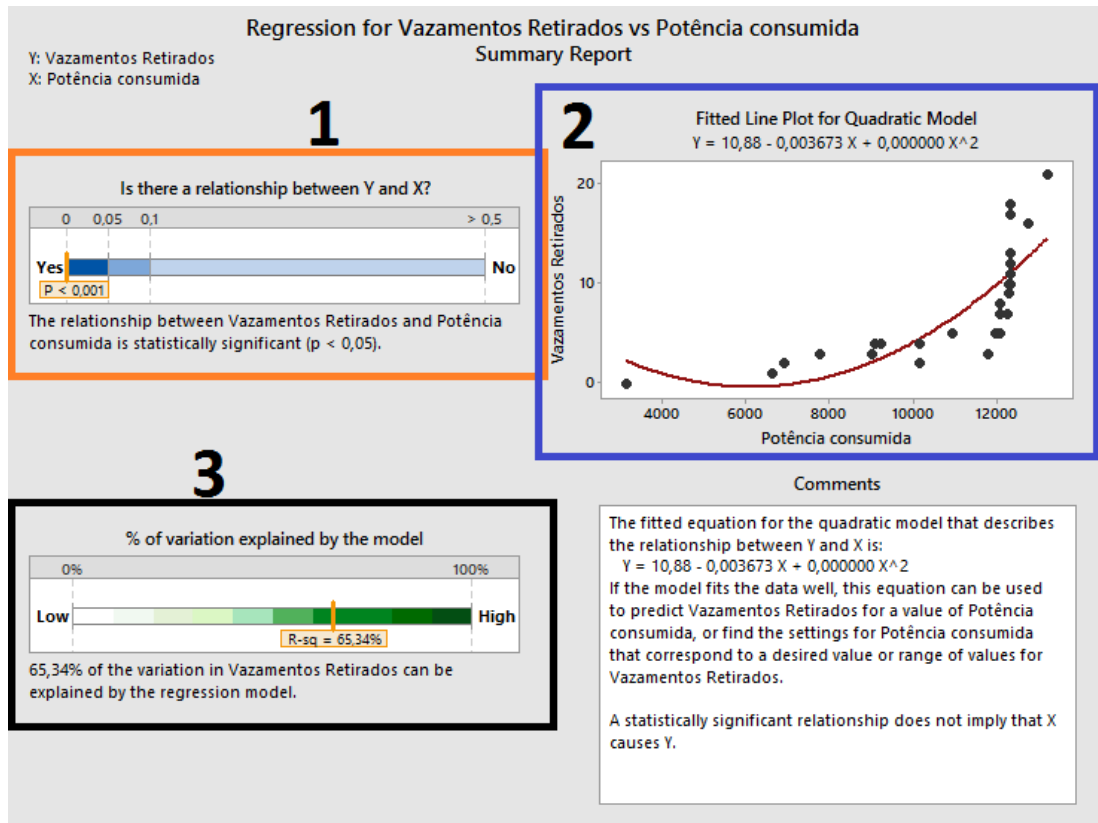 Regression for Vazamentos Retirados vs Potência consumida
Summary Report
Y: Vazamentos Retirados
X: Potência consumida
1
Is there a relationship between Y and X?
0 0,05 0,1 > 0,5
Yes No
P < 0,001
The relationship between Vazamentos Retirados and Potência
consumida is statistically significant (p < 0,05).
2
Fitted Line Plot for Quadratic Model
Y = 10,88 - 0,003673 X + 0,000000 X^2
Vazamentos Retirados
20
10
0
4000 6000 8000 10000 12000
Potência consumida
3
% of variation explained by the model
0% 100%
Low High
R-sq = 65,34%
65,34% of the variation in Vazamentos Retirados can be
explained by the regression model.
Comments
The fitted equation for the quadratic model that describes
the relationship between Y and X is:
Y = 10,88 - 0,003673 X + 0,000000 X^2
If the model fits the data well, this equation can be used
to predict Vazamentos Retirados for a value of Potência
consumida, or find the settings for Potência consumida
that correspond to a desired value or range of values for
Vazamentos Retirados.
A statistically significant relationship does not imply that X
causes Y.